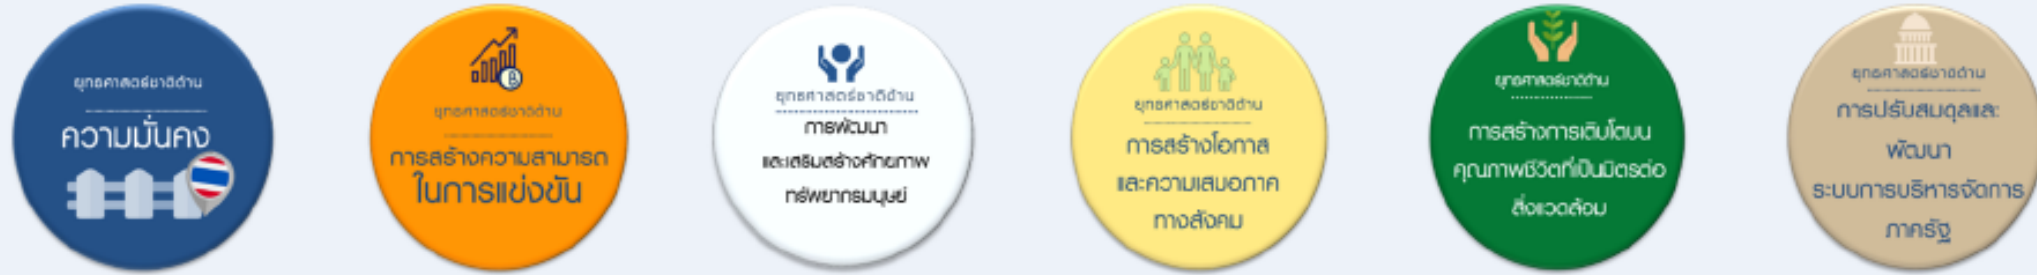 ยุทธศาสตร์ชาติด้าน
ความมั่นคง
ยุทธศาสตร์ชาติด้าน
การสร้างความสามารถ
ในการแข่งขัน
ยุทธศาสตร์ชาติด้าน
การพัฒนา
และเสริมสร้างศักยภาพ
ทรัพยากรมนุษย์
ยุทธศาสตร์ชาติด้าน
การสร้างโอกาส
และความเสมอภาค
ทางสังคม
ยุทธศาสตร์ชาติด้าน
การสร้างการเติบโตบน
คุณภาพชีวิตที่เป็นมิตรต่อ
สิ่งแวดล้อม
ยุทธศาสตร์ชาติด้าน
การปรับสมดุลและ
พัฒนา
ระบบการบริหารจัดการ
ภาครัฐ